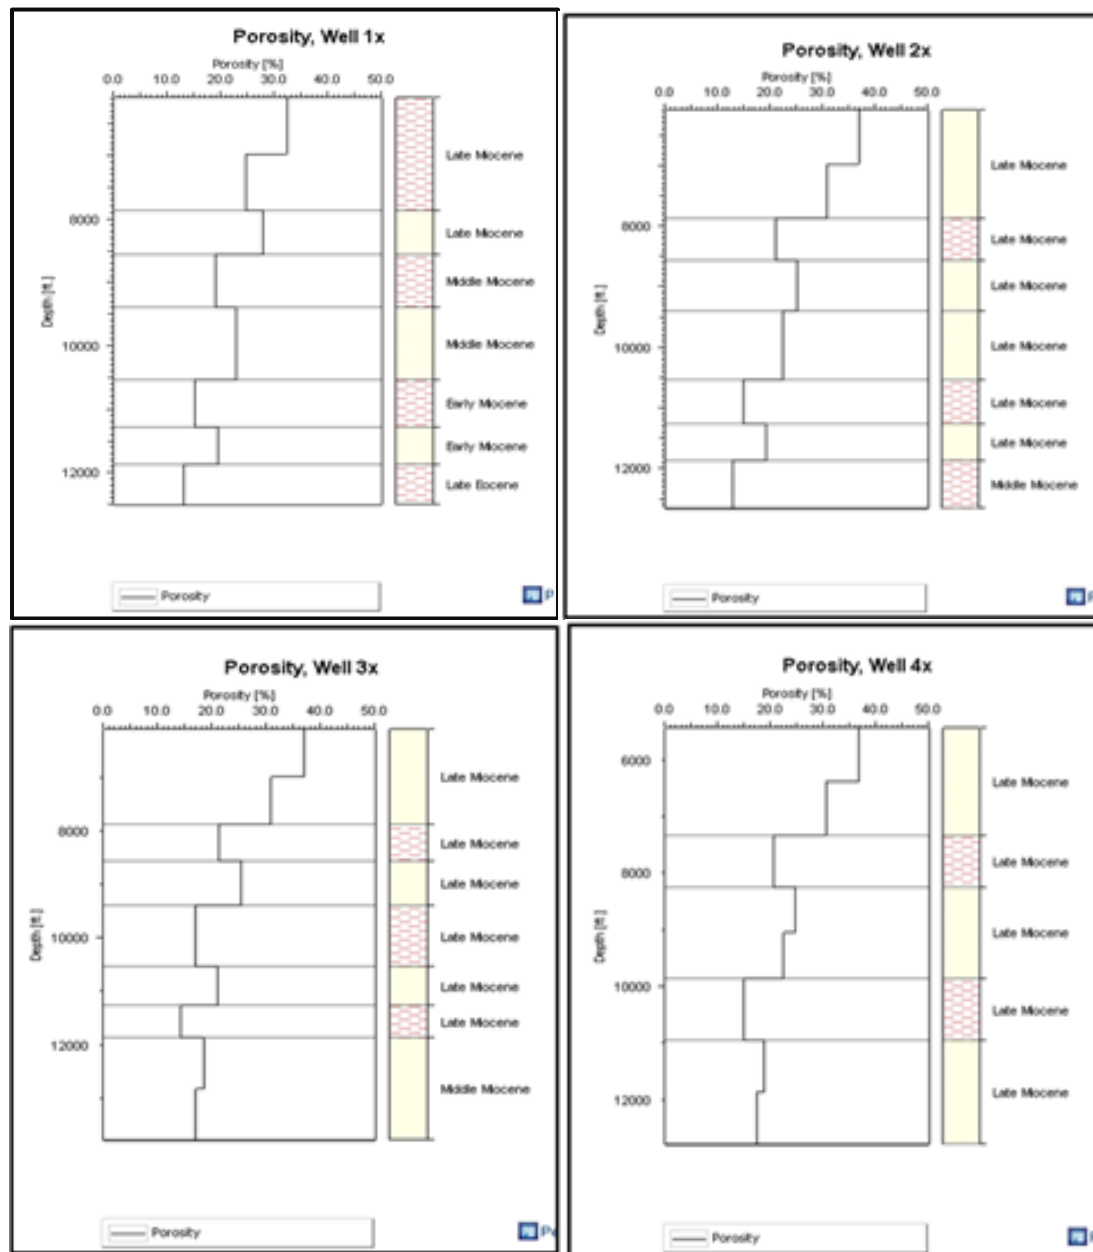 Porosity, Well 1x
Porosity [%]
0.0 10.0 20.0 30.0 40.0 50.0
Depth [ft.]
8000
10000
12000
Late Miocene
Late Miocene
Middle Miocene
Middle Miocene
Early Miocene
Early Miocene
Late Eocene
Porosity
Porosity, Well 2x
Porosity [%]
0.0 10.0 20.0 30.0 40.0 50.0
Depth [ft.]
8000
10000
12000
Late Miocene
Late Miocene
Late Miocene
Late Miocene
Late Miocene
Late Miocene
Middle Miocene
Porosity
Porosity, Well 3x
Porosity [%]
0.0 10.0 20.0 30.0 40.0 50.0
Depth [ft.]
8000
10000
12000
Late Miocene
Late Miocene
Late Miocene
Late Miocene
Late Miocene
Late Miocene
Middle Miocene
Porosity
Porosity, Well 4x
Porosity [%]
0.0 10.0 20.0 30.0 40.0 50.0
Depth [ft.]
6000
8000
10000
12000
Late Miocene
Late Miocene
Late Miocene
Late Miocene
Late Miocene
Porosity